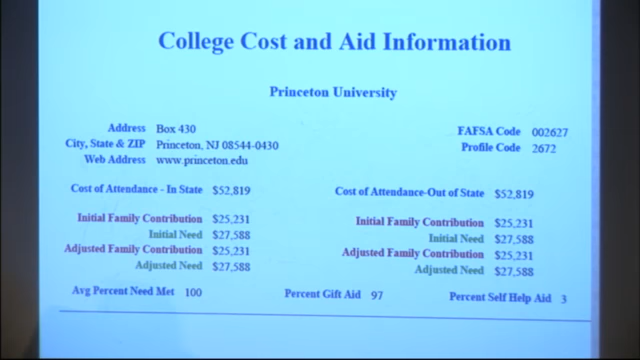 College Cost and Aid Information
Princeton University
Address Box 430 FAFSA Code 002627
City, State & ZIP Princeton, NJ 08544-0430 Profile Code 2672
Web Address www.princeton.edu
Cost of Attendance - In State $52,819 Cost of Attendance-Out of State $52,819
Initial Family Contribution $25,231 Initial Family Contribution $25,231
Initial Need $27,588 Initial Need $27,588
Adjusted Family Contribution $25,231 Adjusted Family Contribution $25,231
Adjusted Need $27,588 Adjusted Need $27,588
Avg Percent Need Met 100 Percent Gift Aid 97 Percent Self Help Aid 3